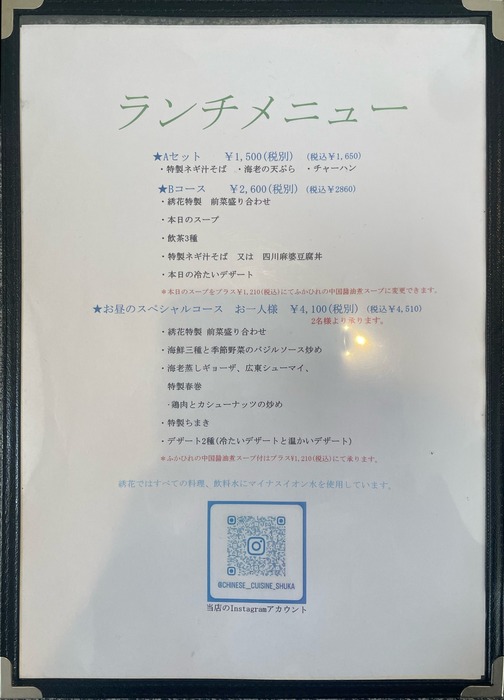 ランチメニュー
★Aセット　￥1,500(税別)　(税込￥1,650)
・特製ネギ汁そば　・海老の天ぷら　・チャーハン
★Bコース　￥2,600(税別)　(税込￥2860)
・綉花特製　前菜盛り合わせ
・本日のスープ
・飲茶3種
・特製ネギ汁そば　又は　四川麻婆豆腐丼
・本日の冷たいデザート
＊本日のスープをプラス￥1,210(税込)にてふかひれの中国醤油煮スープに変更できます。
★お昼のスペシャルコース　お一人様　￥4,100(税別)　(税込￥4,510)
2名様より承ります。
・綉花特製 前菜盛り合わせ
・海鮮三種と季節野菜のバジルソース炒め
・海老蒸しギョーザ、広東シューマイ、
特製春巻
・鶏肉とカシューナッツの炒め
・特製ちまき
・デザート2種(冷たいデザートと温かいデザート)
＊ふかひれの中国醤油煮スープ付はプラス￥1,210(税込)にて承ります。
綉花ではすべての料理、飲料水にマイナスイオン水を使用しています。
@CHINESE_CUISINE_SHUKA
当店のInstagramアカウント